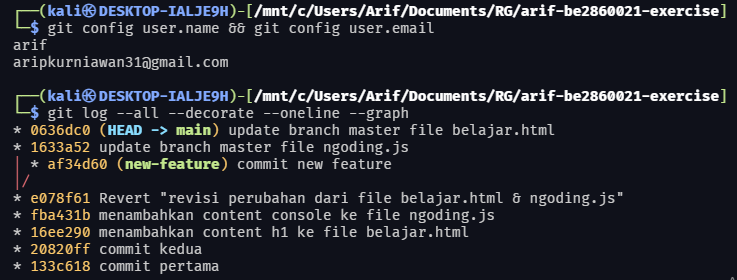 ┌──(kali㉿DESKTOP-IALJE9H)-[/mnt/c/Users/Arif/Documents/RG/arif-be2860021-exercise]
└─$ git config user.name && git config user.email
arif
aripkurniawan31@gmail.com
┌──(kali㉿DESKTOP-IALJE9H)-[/mnt/c/Users/Arif/Documents/RG/arif-be2860021-exercise]
└─$ git log --all --decorate --oneline --graph
* 0636dc0 (HEAD -> main) update branch master file belajar.html
* 1633a52 update branch master file ngoding.js
| * af34d60 (new-feature) commit new feature
|/
* e078f61 Revert "revisi perubahan dari file belajar.html & ngoding.js"
* fba431b menambahkan content console ke file ngoding.js
* 16ee290 menambahkan content h1 ke file belajar.html
* 20820ff commit kedua
* 133c618 commit pertama